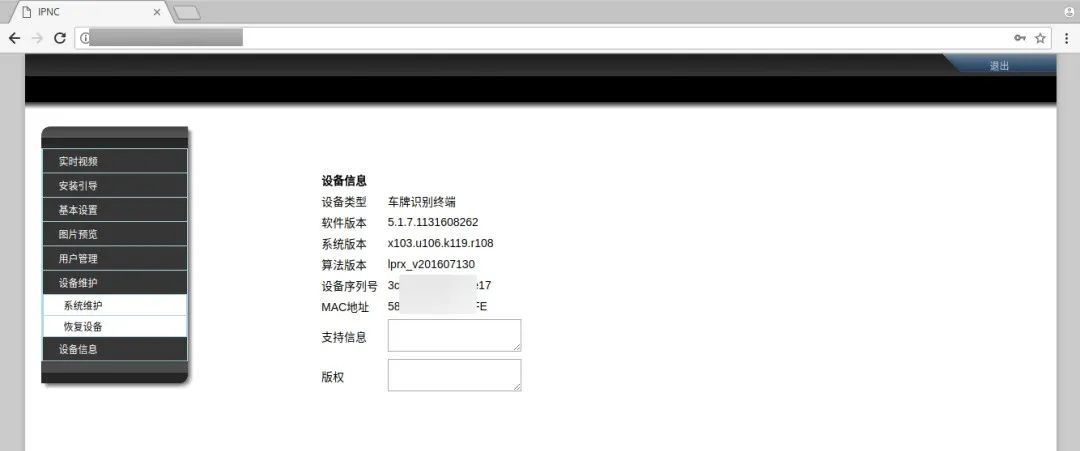 IPNC
退出
实时视频
安装引导
基本设置
图片预览
用户管理
设备维护
系统维护
恢复设备
设备信息
设备信息
设备类型 车牌识别终端
软件版本 5.1.7.1131608262
系统版本 x103.u106.k119.r108
算法版本 lprx_v201607130
设备序列号 3c e17
MAC地址 58 FE
支持信息
版权